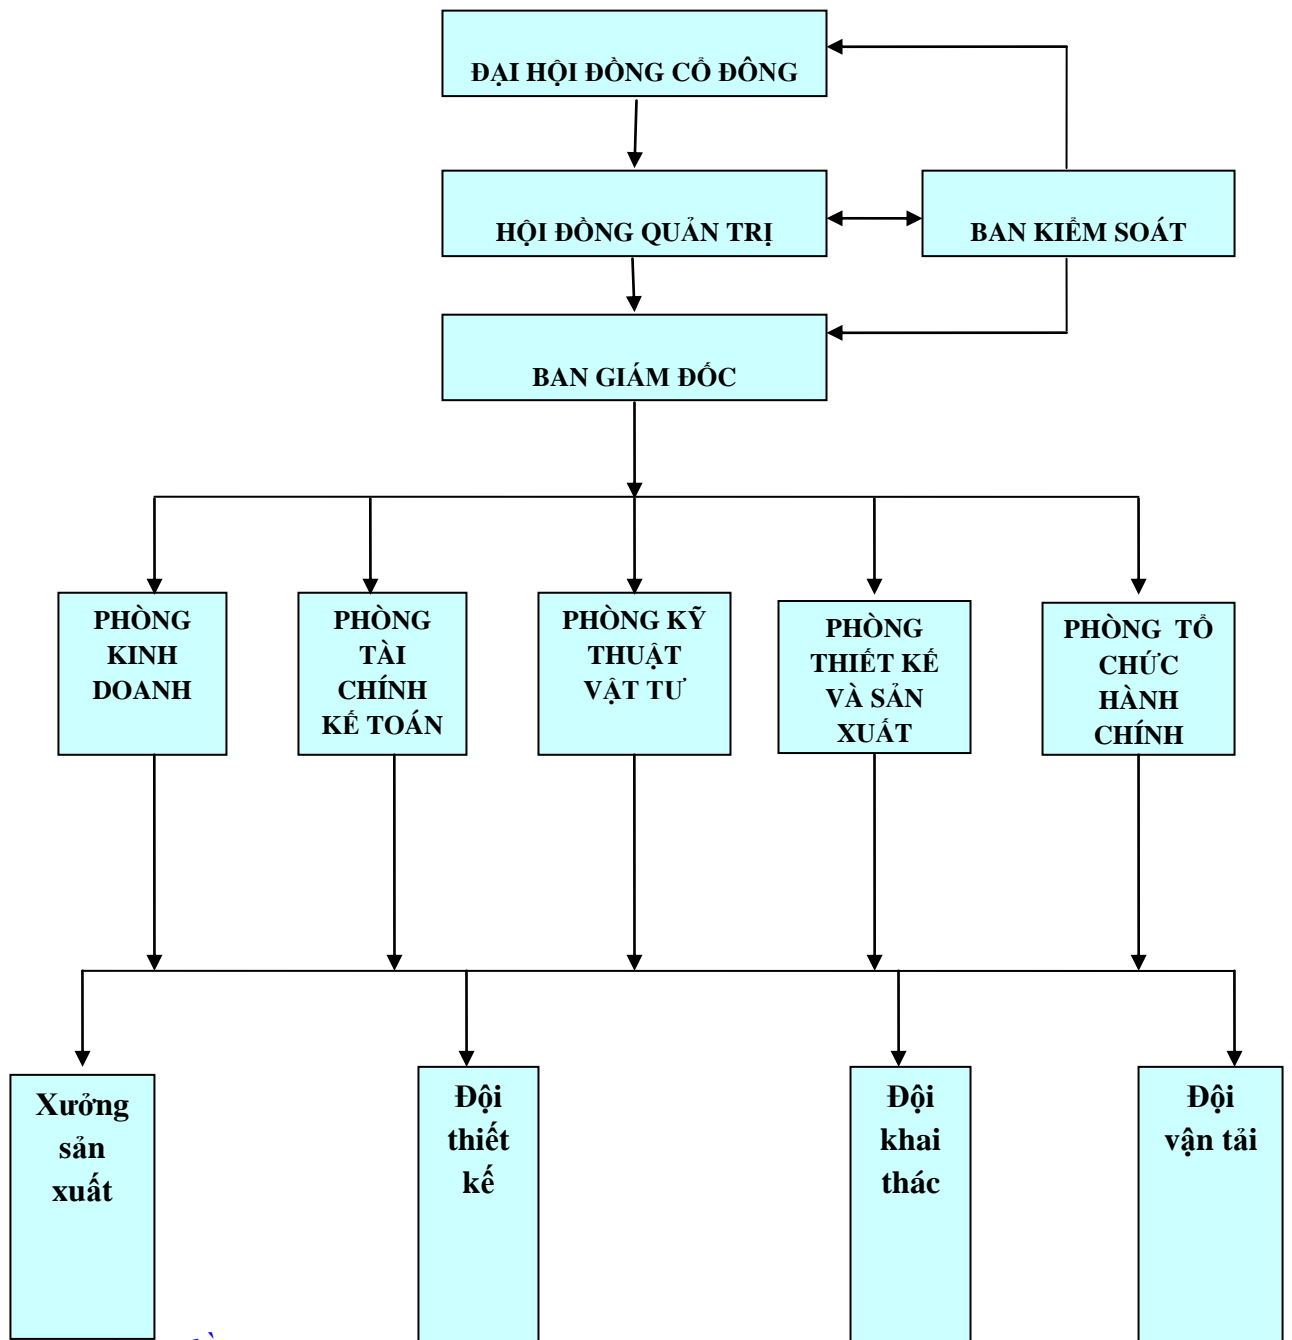 ĐẠI HỘI ĐỒNG CỔ ĐÔNG
HỘI ĐỒNG QUẢN TRỊ
BAN KIỂM SOÁT
BAN GIÁM ĐỐC
PHÒNG
KINH
DOANH
PHÒNG
TÀI
CHÍNH
KẾ TOÁN
PHÒNG KỸ
THUẬT
VẬT TƯ
PHÒNG
THIẾT KẾ
VÀ SẢN
XUẤT
PHÒNG TỔ
CHỨC
HÀNH
CHÍNH
Xưởng
sản
xuất
Đội
thiết
kế
Đội
khai
thác
Đội
vận tải